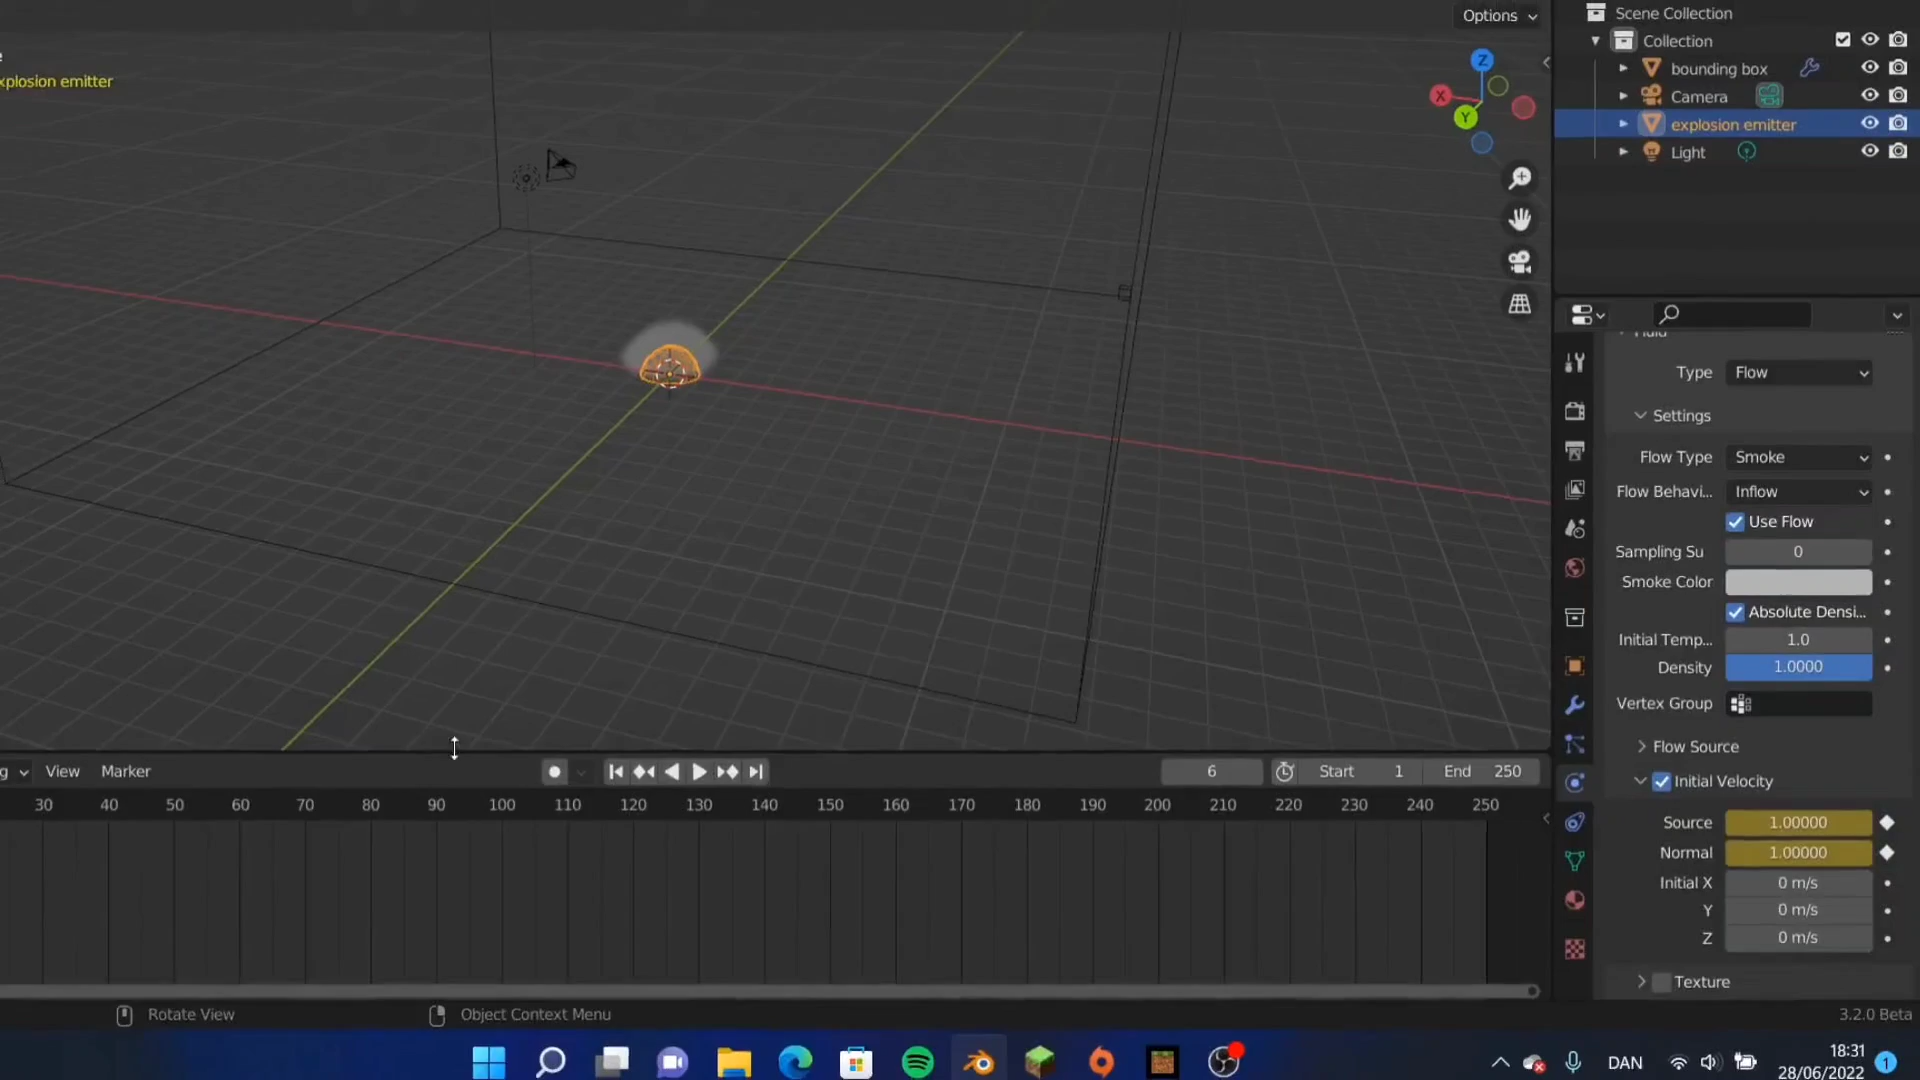 Options
Scene Collection
Collection
bounding box
Camera
explosion emitter
Light
e
xplosion emitter
Z
X
Y
Fluid
Type Flow
Settings
Flow Type Smoke
Flow Behavi... Inflow
Use Flow
Sampling Su 0
Smoke Color
Absolute Densi...
Initial Temp... 1.0
Density 1.0000
Vertex Group
Flow Source
Initial Velocity
Source 1.00000
Normal 1.00000
Initial X 0 m/s
Y 0 m/s
Z 0 m/s
Texture
g View Marker 6 Start 1 End 250
30 40 50 60 70 80 90 100 110 120 130 140 150 160 170 180 190 200 210 220 230 240 250
Rotate View Object Context Menu 3.2.0 Beta
DAN 18:31 1
28/06/2022